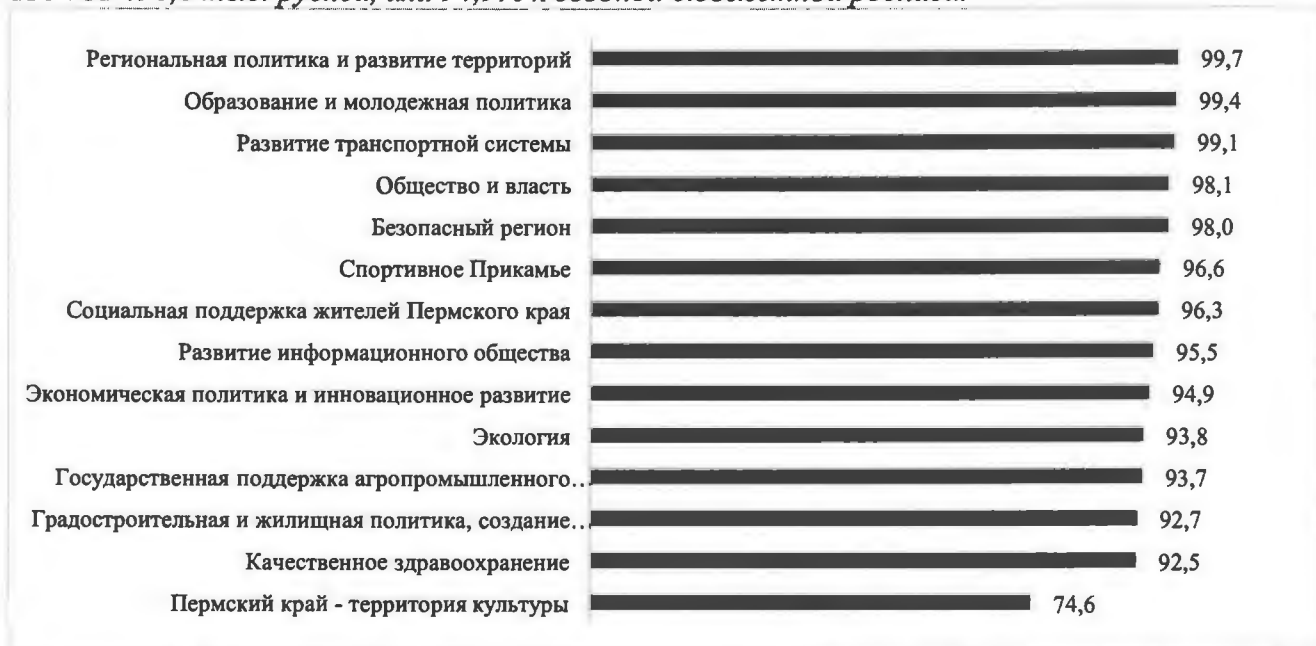 Региональная политика и развитие территорий 99,7
Образование и молодежная политика 99,4
Развитие транспортной системы 99,1
Общество и власть 98,1
Безопасный регион 98,0
Спортивное Прикамье 96,6
Социальная поддержка жителей Пермского края 96,3
Развитие информационного общества 95,5
Экономическая политика и инновационное развитие 94,9
Экология 93,8
Государственная поддержка агропромышленного.. 93,7
Градостроительная и жилищная политика, создание.. 92,7
Качественное здравоохранение 92,5
Пермский край - территория культуры 74,6